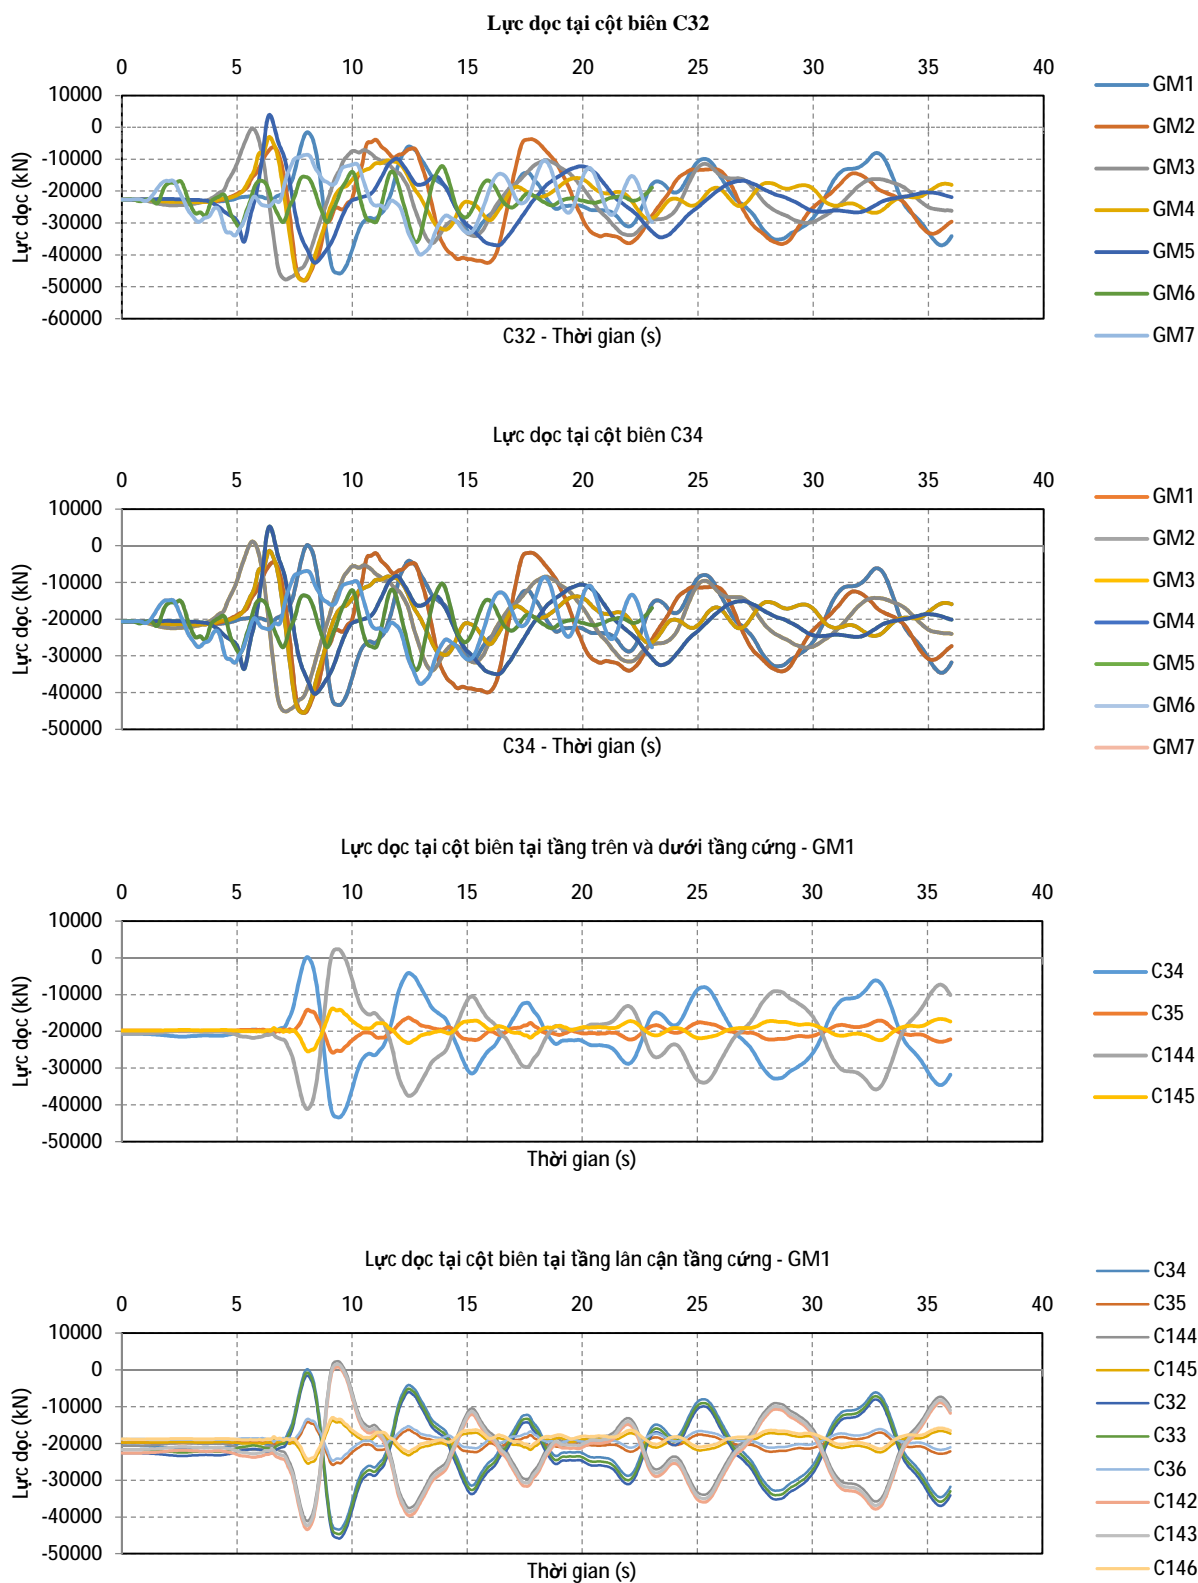 Lực dọc tại cột biên C32
0 5 10 15 20 25 30 35 40
10000
0
-10000
-20000
-30000
-40000
-50000
-60000
Lực dọc (kN)
C32 - Thời gian (s)
GM1
GM2
GM3
GM4
GM5
GM6
GM7
Lực dọc tại cột biên C34
0 5 10 15 20 25 30 35 40
10000
0
-10000
-20000
-30000
-40000
-50000
Lực dọc (kN)
C34 - Thời gian (s)
GM1
GM2
GM3
GM4
GM5
GM6
GM7
Lực dọc tại cột biên tại tầng trên và dưới tầng cứng - GM1
0 5 10 15 20 25 30 35 40
10000
0
-10000
-20000
-30000
-40000
-50000
Lực dọc (kN)
Thời gian (s)
C34
C35
C144
C145
Lực dọc tại cột biên tại tầng lân cận tầng cứng - GM1
0 5 10 15 20 25 30 35 40
10000
0
-10000
-20000
-30000
-40000
-50000
Lực dọc (kN)
Thời gian (s)
C34
C35
C144
C145
C32
C33
C36
C142
C143
C146